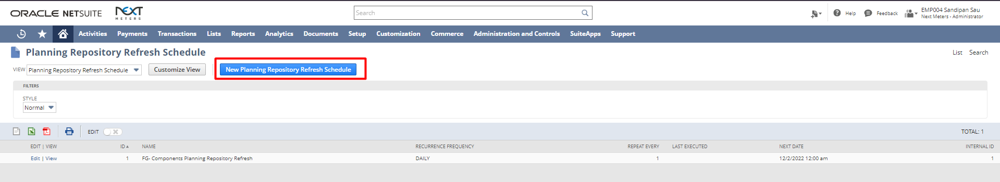 ORACLE NETSUITE NEXT METERS Search Help Feedback EMP004 Sandipan Sau
Next Meters - Administrator
Activities Payments Transactions Lists Reports Analytics Documents Setup Customization Commerce Administration and Controls SuiteApps Support
Planning Repository Refresh Schedule List Search
VIEW Planning Repository Refresh Schedule Customize View New Planning Repository Refresh Schedule
FILTERS
STYLE
Normal
EDIT TOTAL: 1
EDIT | VIEW ID NAME RECURRENCE FREQUENCY REPEAT EVERY LAST EXECUTED NEXT DATE INTERNAL ID
Edit | View 1 FG- Components Planning Repository Refresh DAILY 1 12/2/2022 12:00 am 1